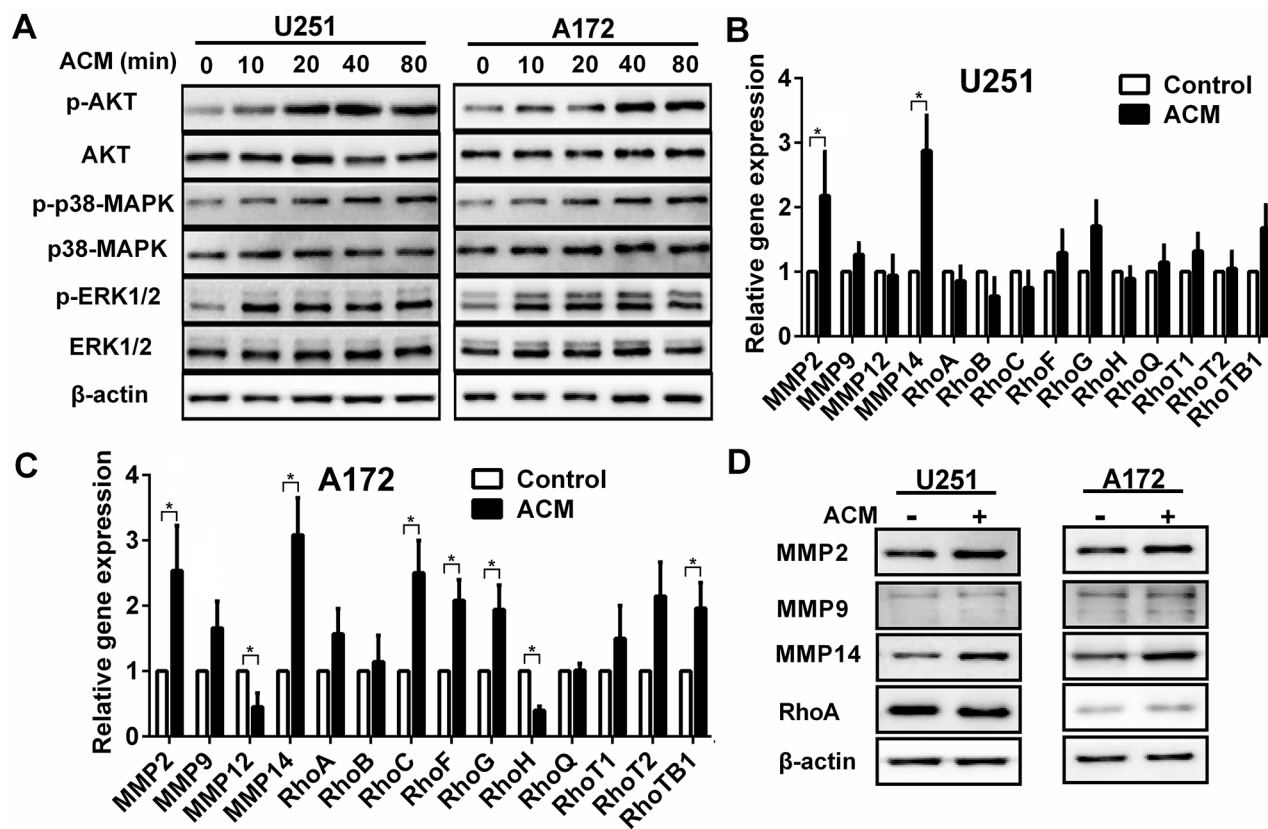 A
U251
A172
ACM (min) 0 10 20 40 80 0 10 20 40 80
p-AKT
AKT
p-p38-MAPK
p38-MAPK
p-ERK1/2
ERK1/2
β-actin
B
U251
Control
ACM
Relative gene expression
4
3
2
1
0
* *
MMP2 MMP9 MMP12 MMP14 RhoA RhoB RhoC RhoF RhoG RhoH RhoQ RhoT1 RhoT2 RhoTB1
C
A172
Control
ACM
Relative gene expression
4
3
2
1
0
* * * * * * * *
MMP2 MMP9 MMP12 MMP14 RhoA RhoB RhoC RhoF RhoG RhoH RhoQ RhoT1 RhoT2 RhoTB1
D
U251 A172
ACM - + - +
MMP2
MMP9
MMP14
RhoA
β-actin